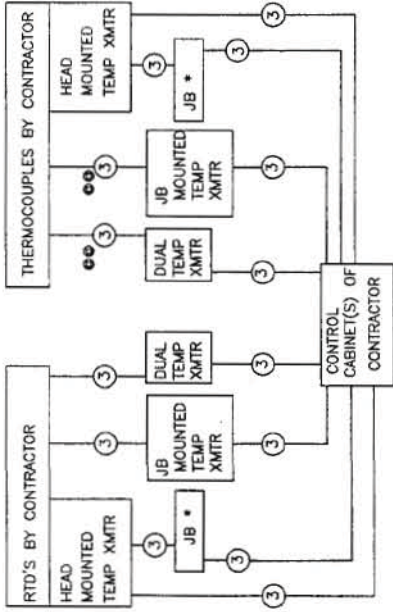 RTD'S BY CONTRACTOR
HEAD
MOUNTED
TEMP XMTR
3
JB *
3
3
3
JB
MOUNTED
TEMP
XMTR
3
3
DUAL
TEMP
XMTR
3
THERMOCOUPLES BY CONTRACTOR
3
DUAL
TEMP
XMTR
3
3
JB
MOUNTED
TEMP
XMTR
3
HEAD
MOUNTED
TEMP XMTR
3
JB *
3
3
CONTROL
CABINET(S) OF
CONTRACTOR